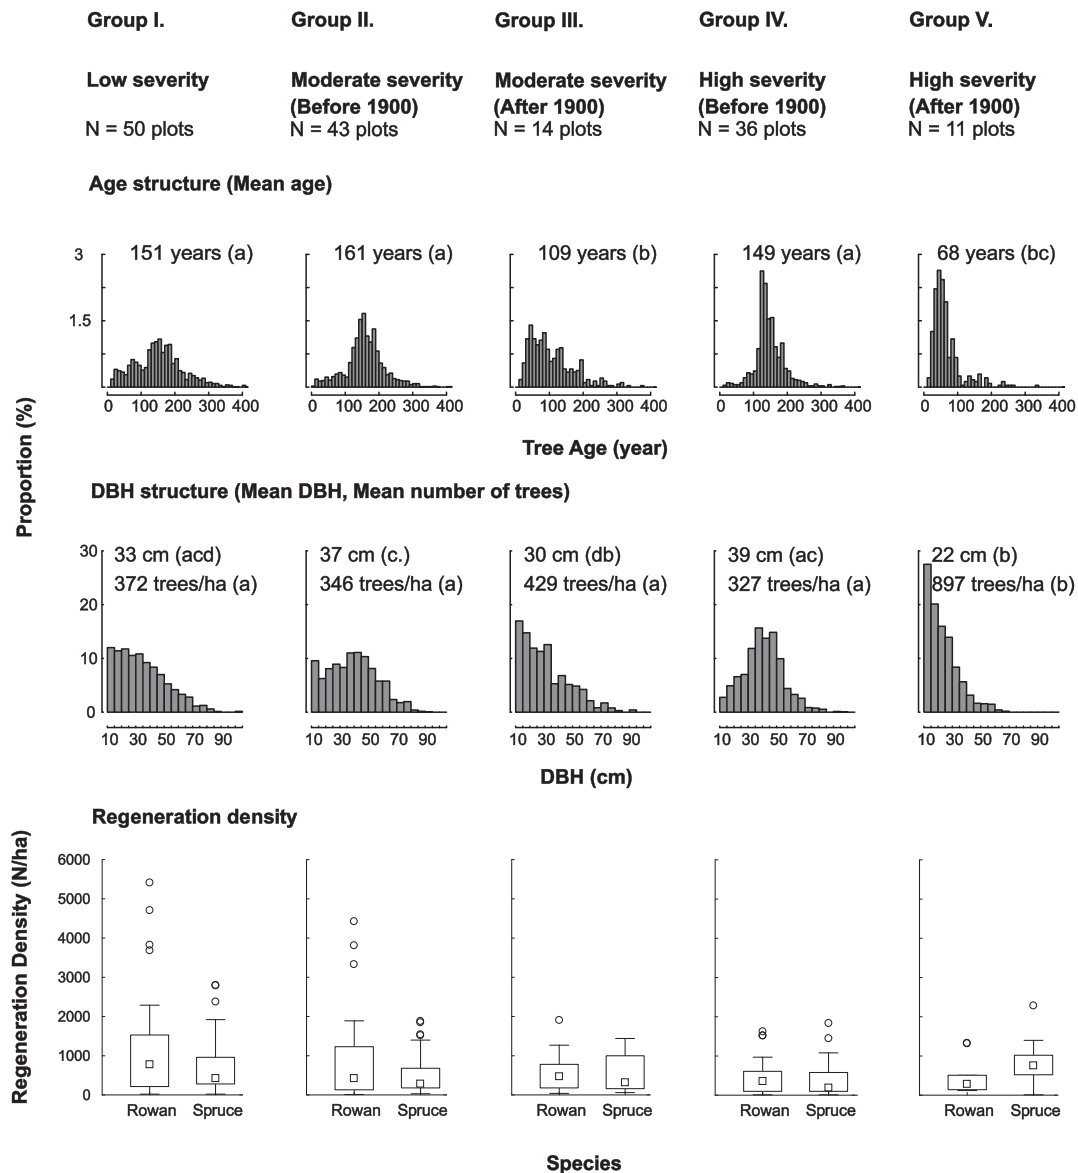 Group I. Group II. Group III. Group IV. Group V.
Low severity Moderate severity Moderate severity High severity High severity
(Before 1900) (After 1900) (Before 1900) (After 1900)
N = 50 plots N = 43 plots N = 14 plots N = 36 plots N = 11 plots
Age structure (Mean age)
3 151 years (a) 161 years (a) 109 years (b) 149 years (a) 68 years (bc)
1.5
0 100 200 300 400 0 100 200 300 400 0 100 200 300 400 0 100 200 300 400 0 100 200 300 400
Tree Age (year)
Proportion (%)
DBH structure (Mean DBH, Mean number of trees)
30 33 cm (acd) 37 cm (c.) 30 cm (db) 39 cm (ac) 22 cm (b)
372 trees/ha (a) 346 trees/ha (a) 429 trees/ha (a) 327 trees/ha (a) 897 trees/ha (b)
20
10
0
10 30 50 70 90 10 30 50 70 90 10 30 50 70 90 10 30 50 70 90 10 30 50 70 90
DBH (cm)
Regeneration density
Regeneration Density (N/ha)
6000
5000
4000
3000
2000
1000
0
Rowan Spruce Rowan Spruce Rowan Spruce Rowan Spruce Rowan Spruce
Species